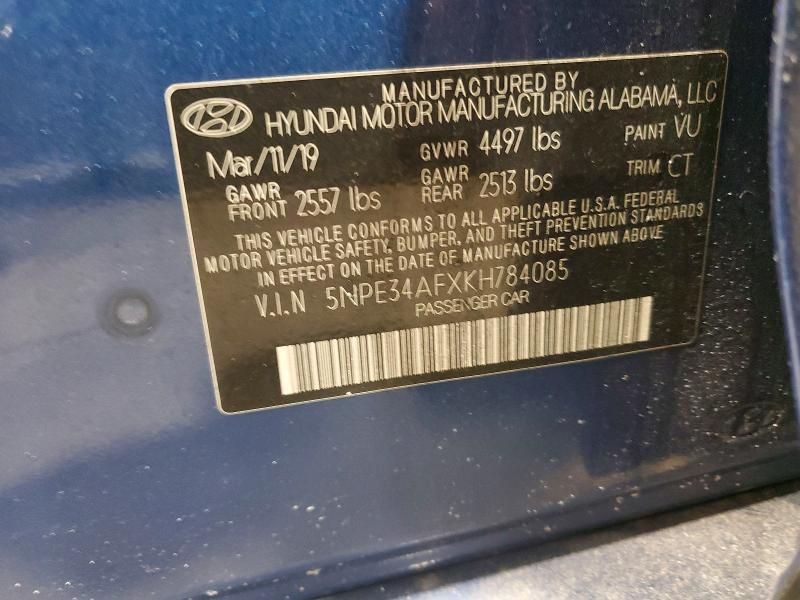 MANUFACTURED BY
HYUNDAI MOTOR MANUFACTURING ALABAMA, LLC
Mar/11/19 GVWR 4497 lbs PAINT VU
GAWR FRONT 2557 lbs GAWR REAR 2513 lbs TRIM CT
THIS VEHICLE CONFORMS TO ALL APPLICABLE U.S.A. FEDERAL
MOTOR VEHICLE SAFETY, BUMPER, AND THEFT PREVENTION STANDARDS
IN EFFECT ON THE DATE OF MANUFACTURE SHOWN ABOVE
V.I.N 5NPE34AFXKH784085
PASSENGER CAR